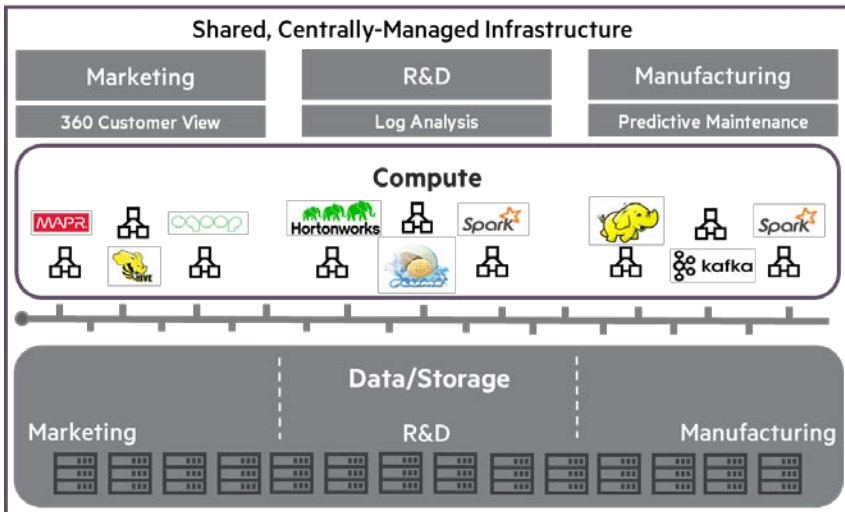 Shared, Centrally-Managed Infrastructure
Marketing
R&D
Manufacturing
360 Customer View
Log Analysis
Predictive Maintenance
Compute
MAPR
sqoop
Hortonworks
Spark
Spark
HIVE
kafka
Data/Storage
Marketing
R&D
Manufacturing